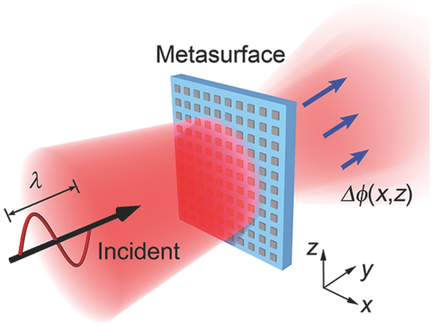 Metasurface
λ
Incident
Δϕ(x,z)
z
y
x